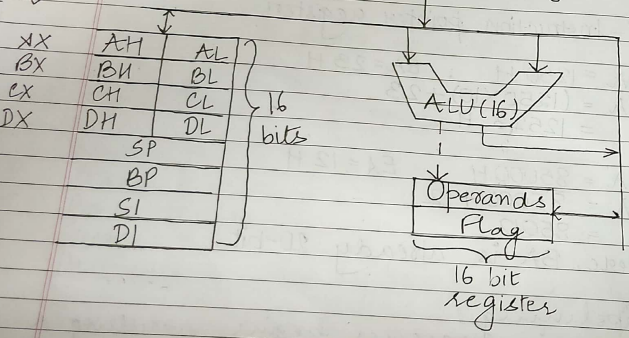 AX AH AL
BX BH BL
CX CH CL
DX DH DL
SP
BP
SI
DI
16
bits
ALU (16)
Operands
Flag
16 bit
register